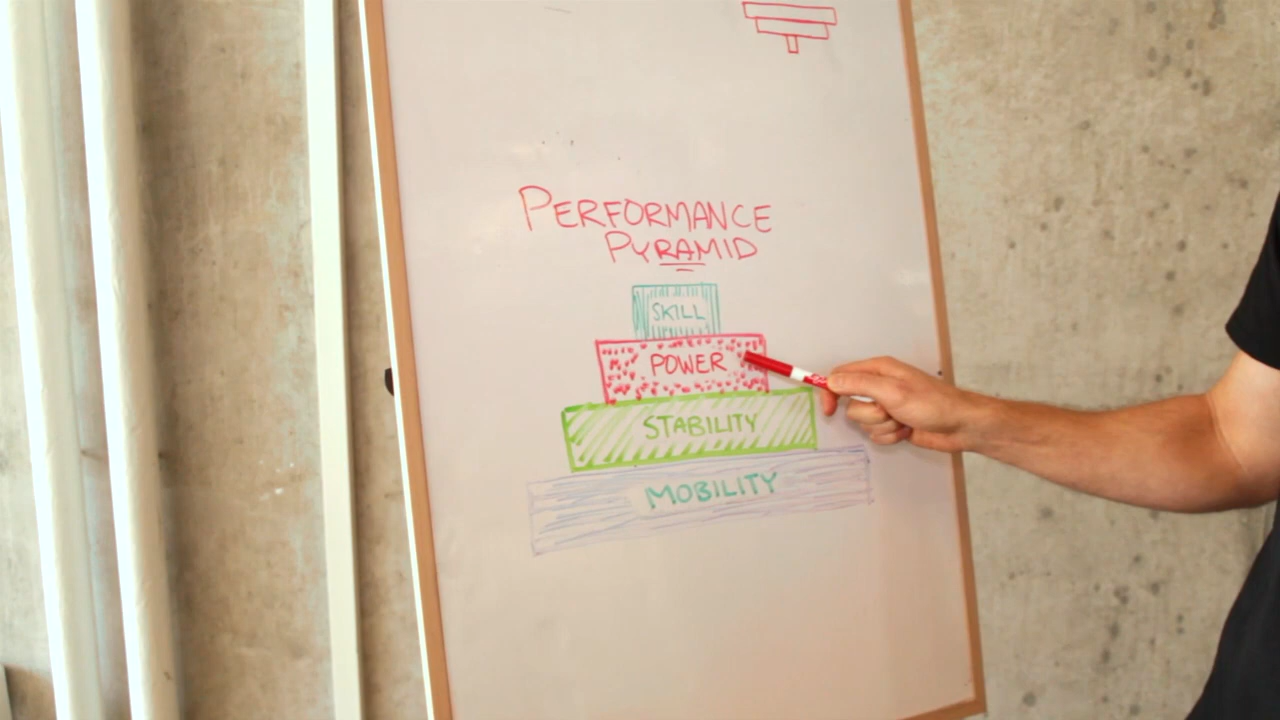 PERFORMANCE
PYRAMID
SKILL
POWER
STABILITY
MOBILITY